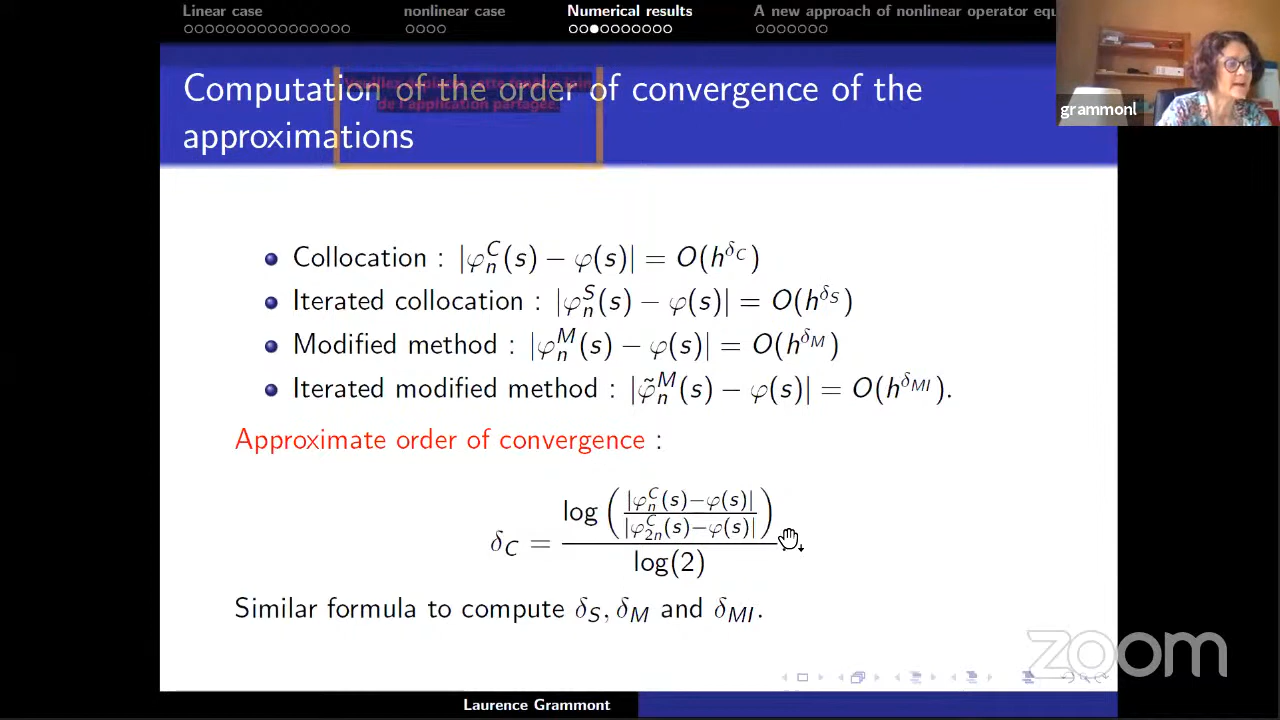 Linear case nonlinear case Numerical results A new approach of nonlinear operator equ
grammonl
Computation of the order of convergence of the
de l'application partagée.
approximations
Collocation : |φ_n^C(s) − φ(s)| = O(h^{δ_C})
Iterated collocation : |φ_n^S(s) − φ(s)| = O(h^{δ_S})
Modified method : |φ_n^M(s) − φ(s)| = O(h^{δ_M})
Iterated modified method : |φ̃_n^M(s) − φ(s)| = O(h^{δ_{MI}}).
Approximate order of convergence :
δ_C = log ( |φ_n^C(s)−φ(s)| / |φ_{2n}^C(s)−φ(s)| ) / log(2)
Similar formula to compute δ_S, δ_M and δ_{MI}.
zoom
Laurence Grammont